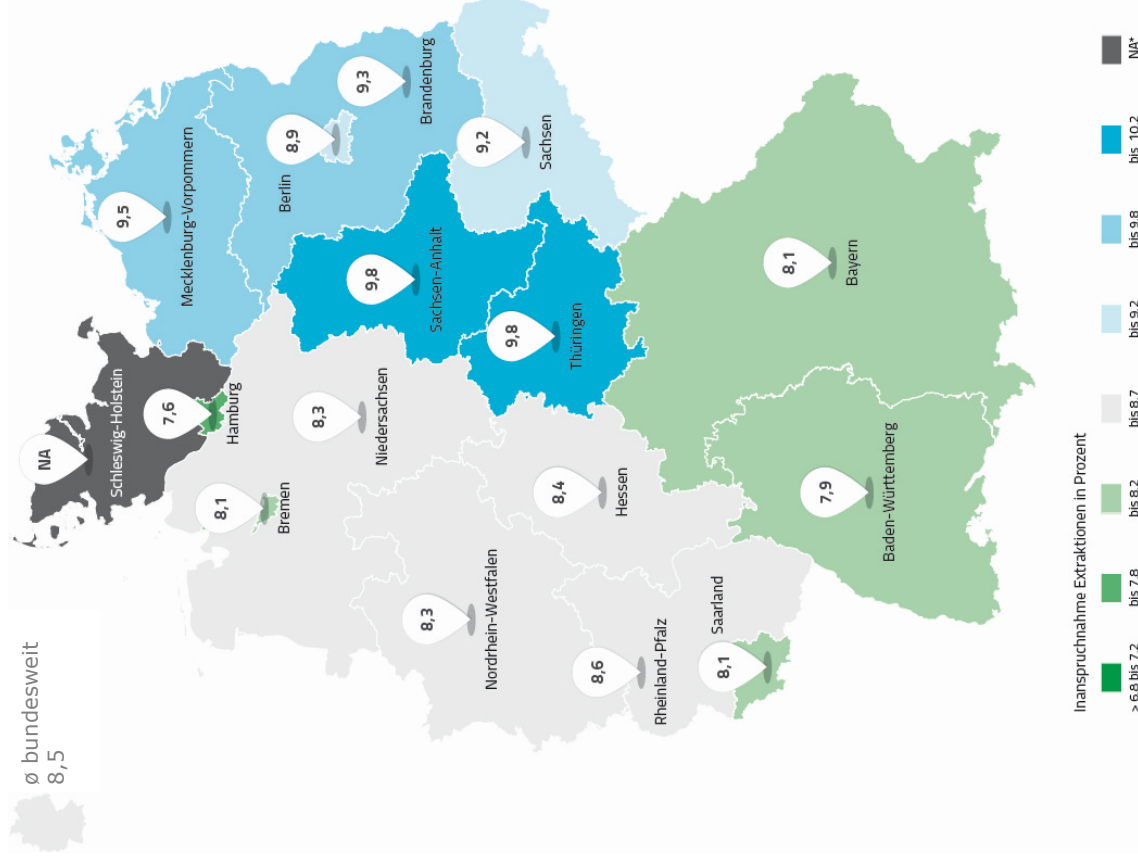 ø bundesweit
8,5
NA
Schleswig-Holstein
9,5
Mecklenburg-Vorpommern
7,6
Hamburg
8,1
Bremen
8,9
Berlin
9,3
Brandenburg
8,3
Niedersachsen
9,8
Sachsen-Anhalt
8,3
Nordrhein-Westfalen
9,2
Sachsen
9,8
Thüringen
8,4
Hessen
8,6
Rheinland-Pfalz
8,1
Saarland
8,1
Bayern
7,9
Baden-Württemberg
Inanspruchnahme Extraktionen in Prozent
> 6,8 bis 7,2
bis 7,8
bis 8,2
bis 8,7
bis 9,2
bis 9,8
bis 10,2
NA*